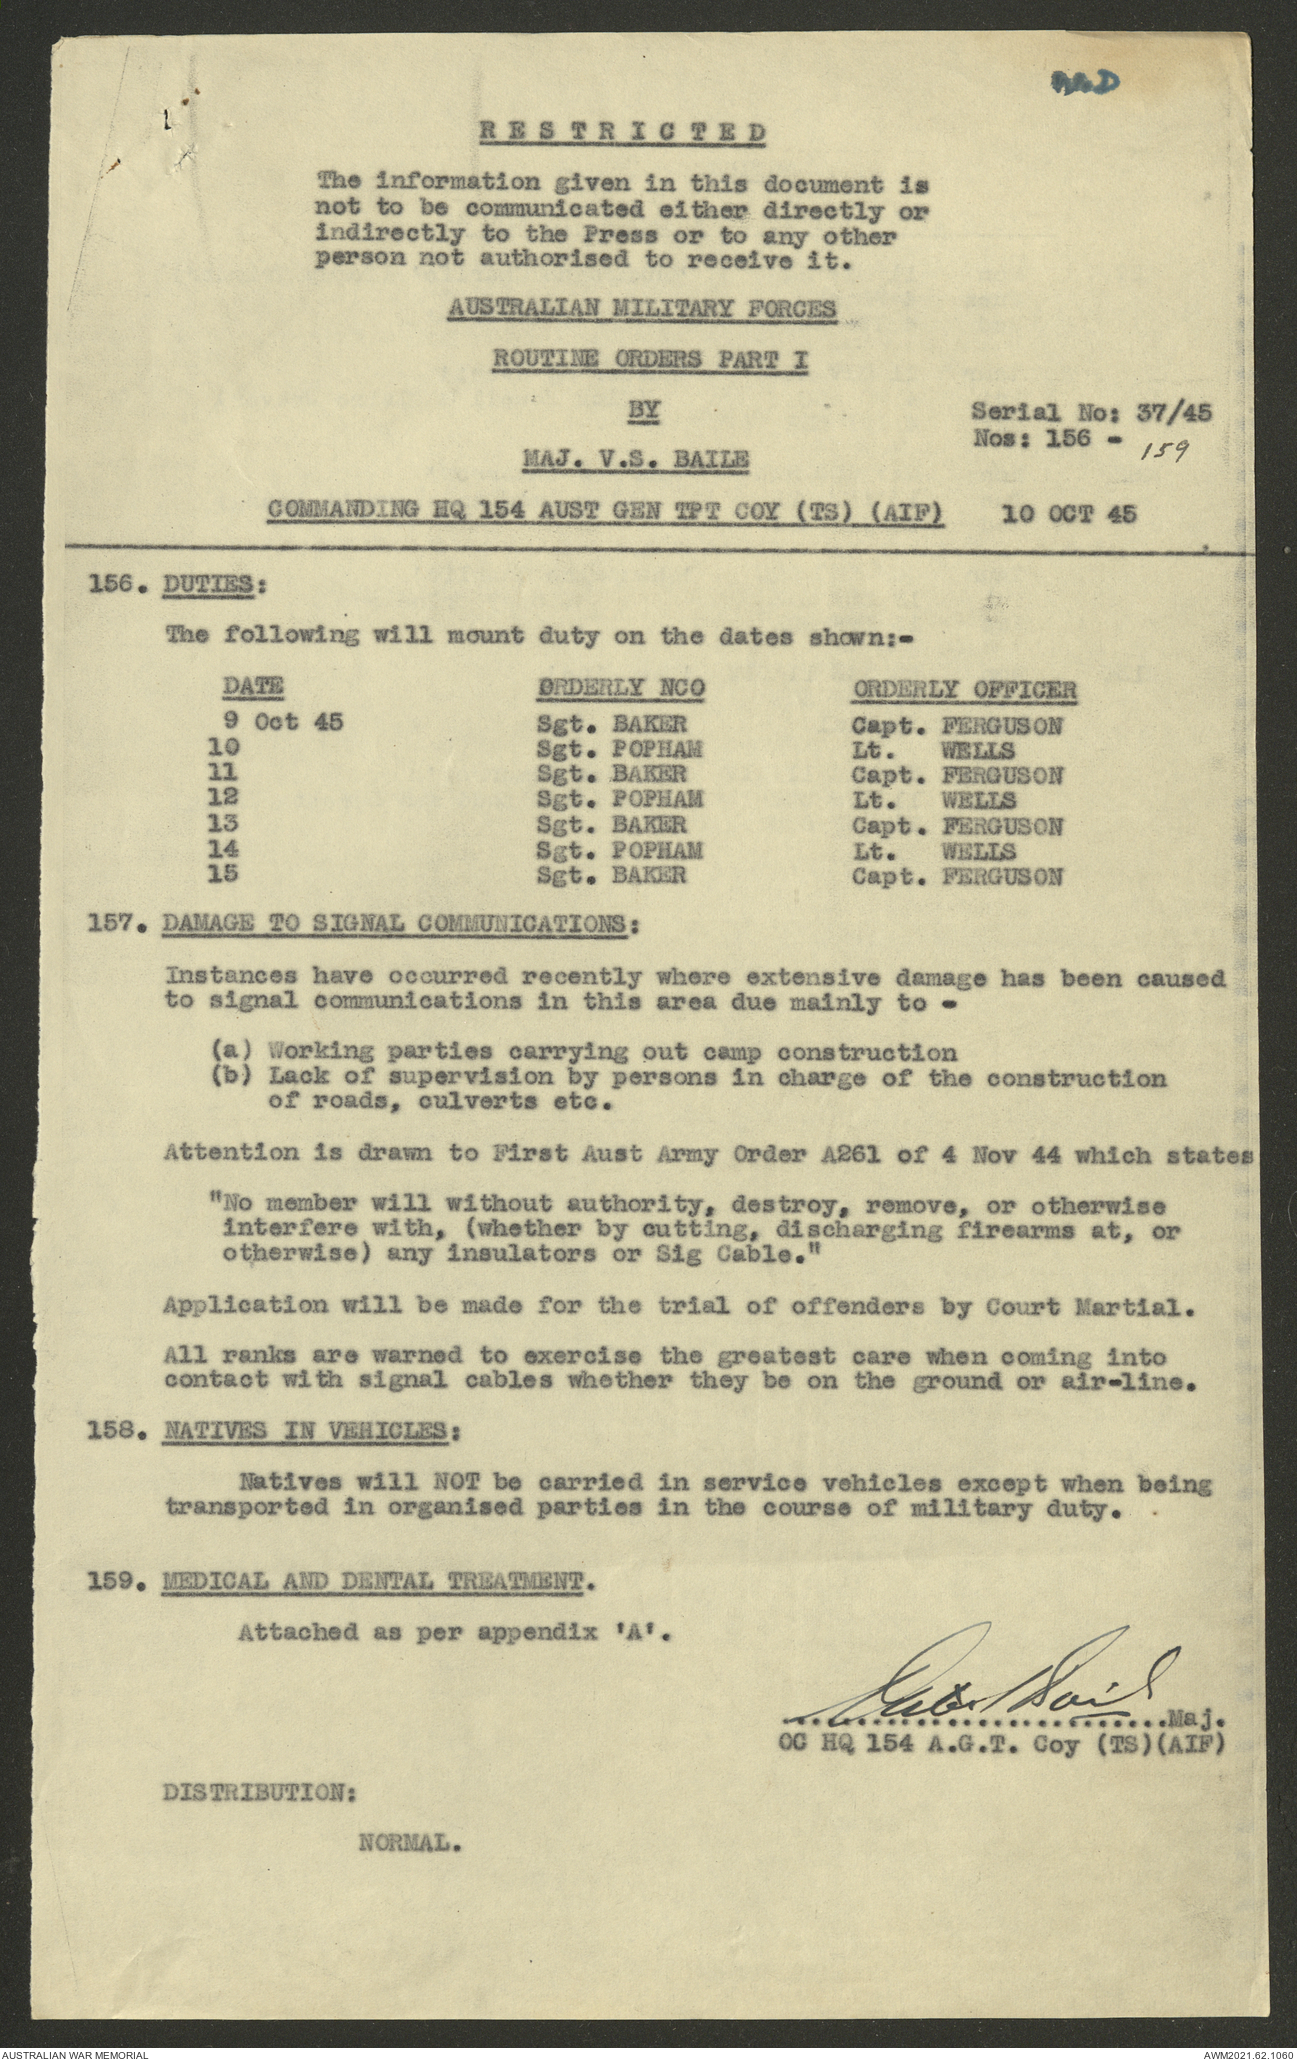 RESTRICTED
The information given in this document is
not to be communicated either directly or
indirectly to the Press or to any other
person not authorised to receive it.
AUSTRALIAN MILITARY FORCES
ROUTINE ORDERS PART I
BY
Serial No: 37/45
Nos: 156 - 159
MAJ. V.S. BAILE
COMMANDING HQ 154 AUST GEN TPT COY (TS) (AIF) 10 OCT 45
156. DUTIES:
The following will mount duty on the dates shown:-
DATE ORDERLY NCO ORDERLY OFFICER
9 Oct 45 Sgt. BAKER Capt. FERGUSON
10 Sgt. POPHAM Lt. WELLS
11 Sgt. BAKER Capt. FERGUSON
12 Sgt. POPHAM Lt. WELLS
13 Sgt. BAKER Capt. FERGUSON
14 Sgt. POPHAM Lt. WELLS
15 Sgt. BAKER Capt. FERGUSON
157. DAMAGE TO SIGNAL COMMUNICATIONS:
Instances have occurred recently where extensive damage has been caused
to signal communications in this area due mainly to -
(a) Working parties carrying out camp construction
(b) Lack of supervision by persons in charge of the construction
of roads, culverts etc.
Attention is drawn to First Aust Army Order A261 of 4 Nov 44 which states
"No member will without authority, destroy, remove, or otherwise
interfere with, (whether by cutting, discharging firearms at, or
otherwise) any insulators or Sig Cable."
Application will be made for the trial of offenders by Court Martial.
All ranks are warned to exercise the greatest care when coming into
contact with signal cables whether they be on the ground or air-line.
158. NATIVES IN VEHICLES:
Natives will NOT be carried in service vehicles except when being
transported in organised parties in the course of military duty.
159. MEDICAL AND DENTAL TREATMENT.
Attached as per appendix 'A'.
..........................Maj.
OC HQ 154 A.G.T. Coy (TS)(AIF)
DISTRIBUTION:
NORMAL.
AUSTRALIAN WAR MEMORIAL
AWM2021.62.1060